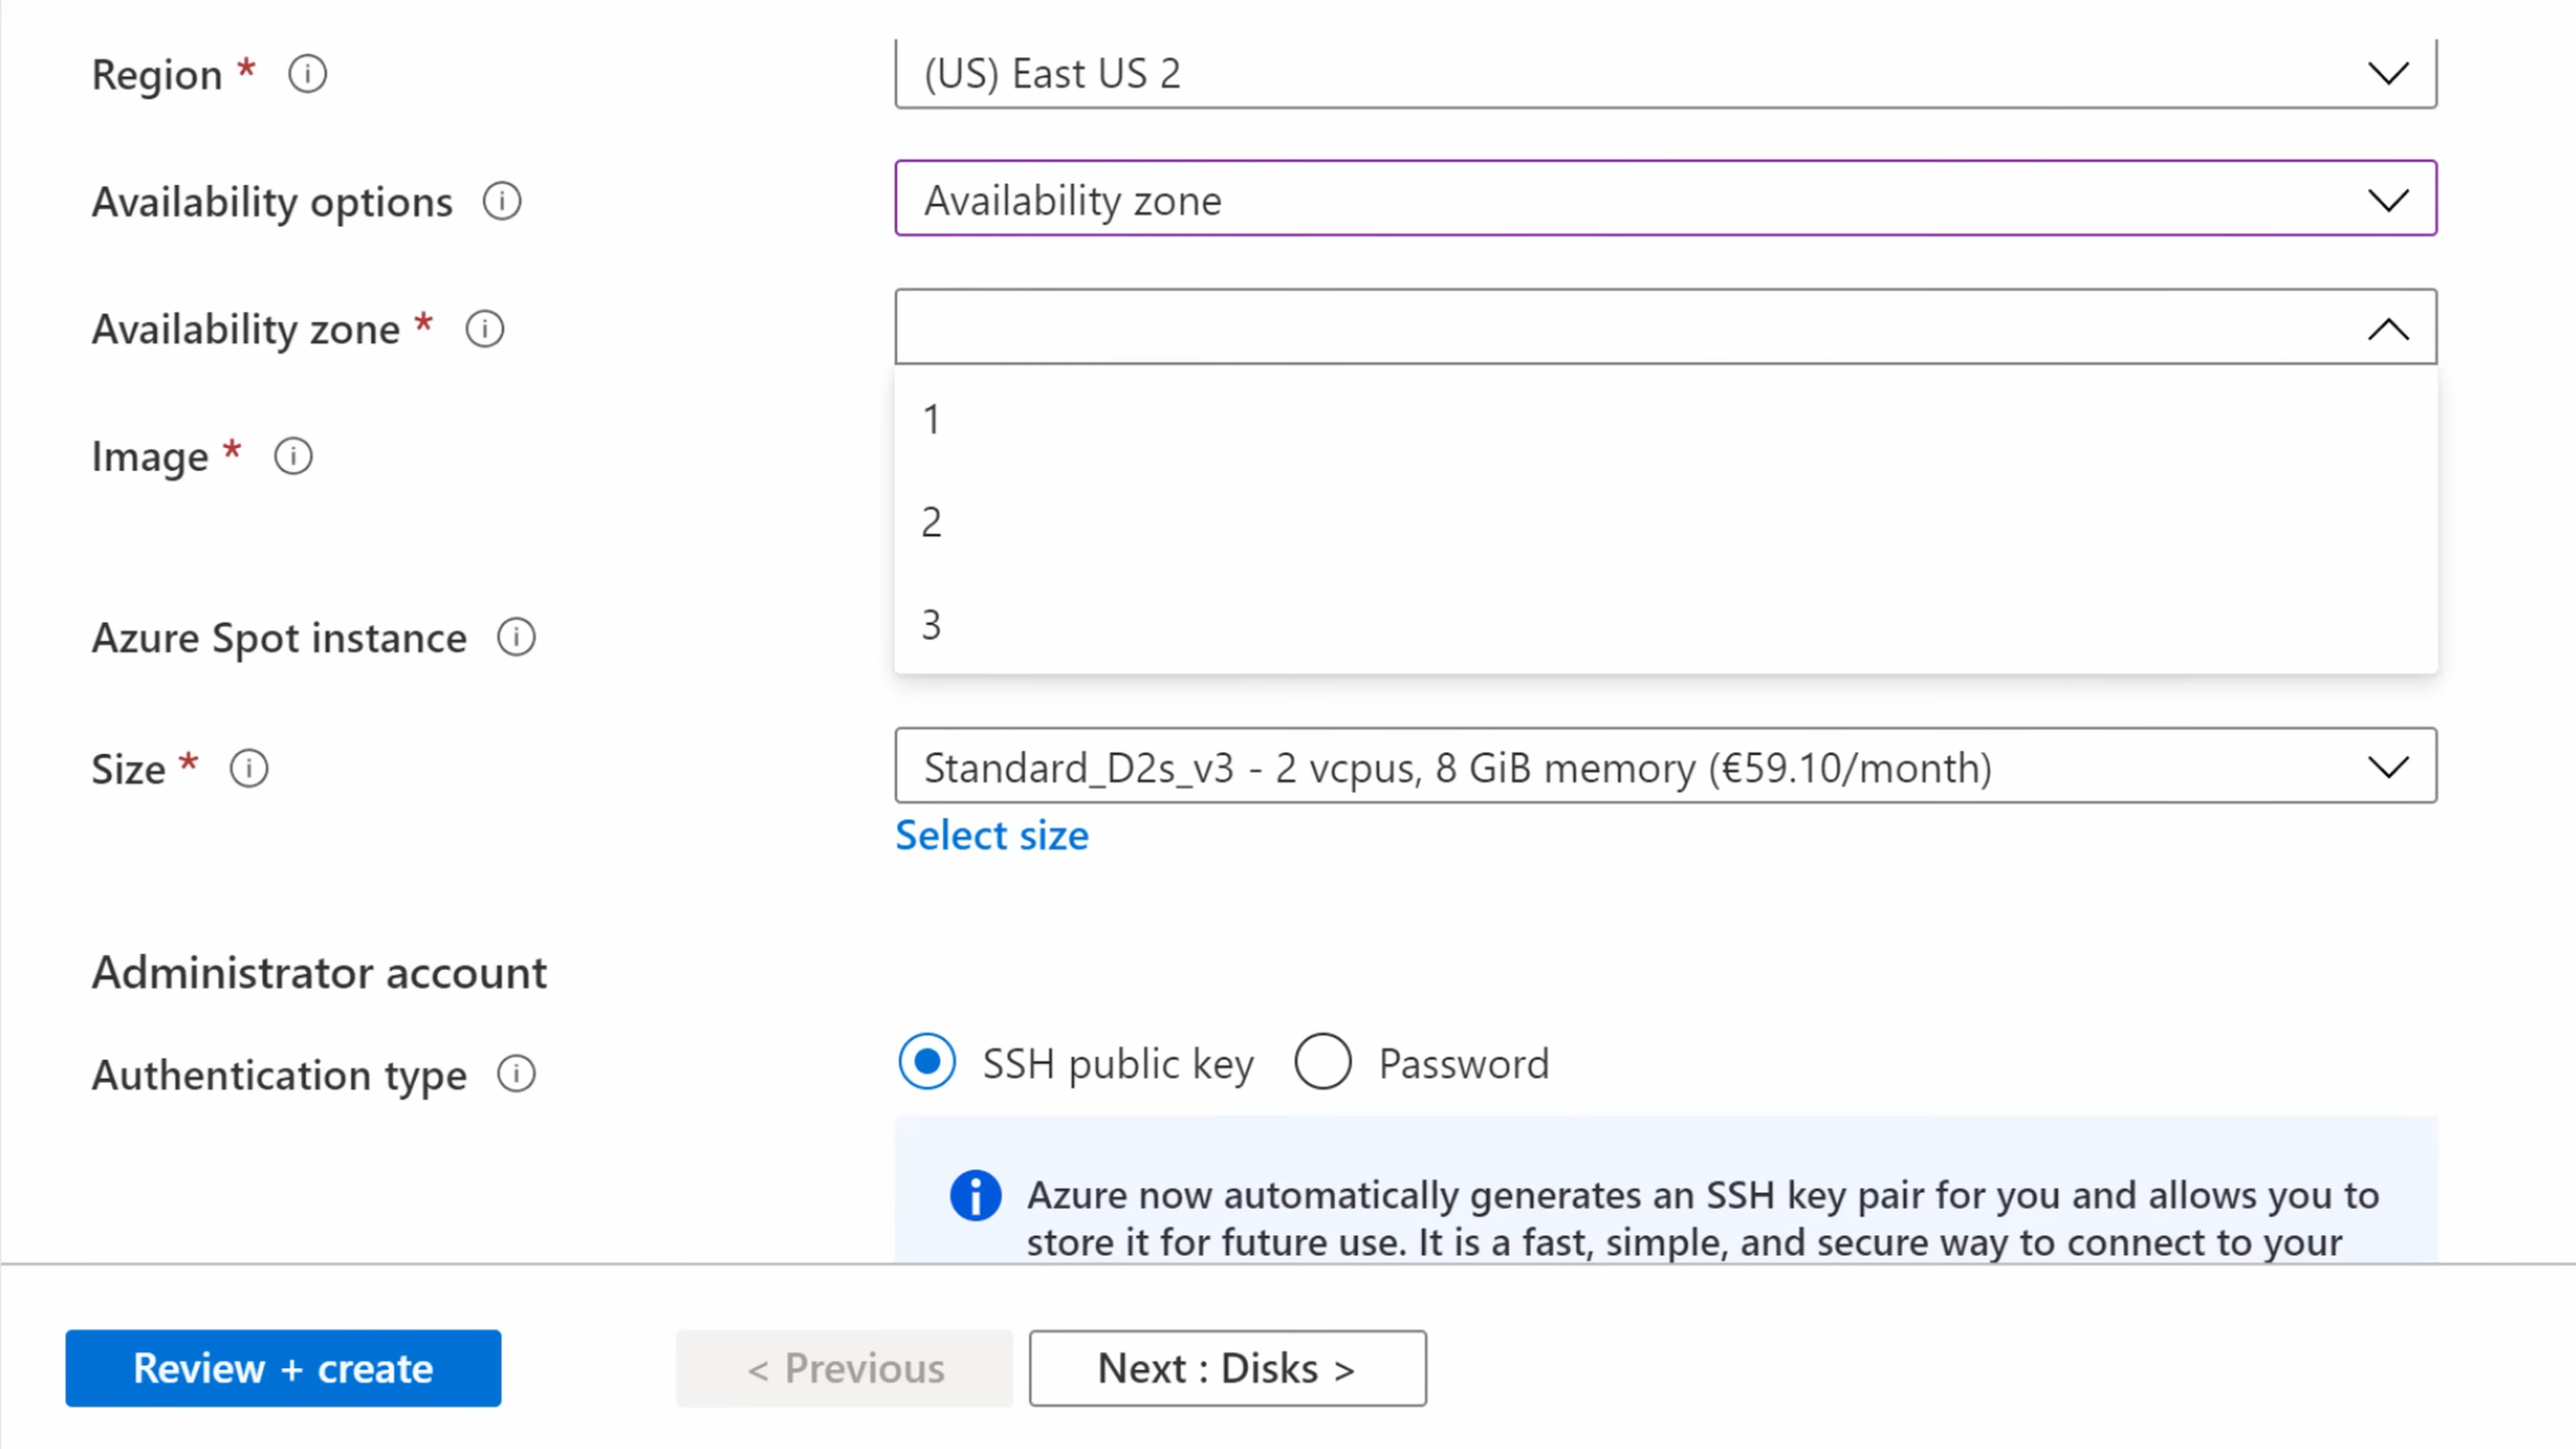 Region *
(US) East US 2
Availability options
Availability zone
Availability zone *
1
2
3
Image *
Azure Spot instance
Size *
Standard_D2s_v3 - 2 vcpus, 8 GiB memory (€59.10/month)
Select size
Administrator account
Authentication type
SSH public key
Password
Azure now automatically generates an SSH key pair for you and allows you to
store it for future use. It is a fast, simple, and secure way to connect to your
Review + create
< Previous
Next : Disks >